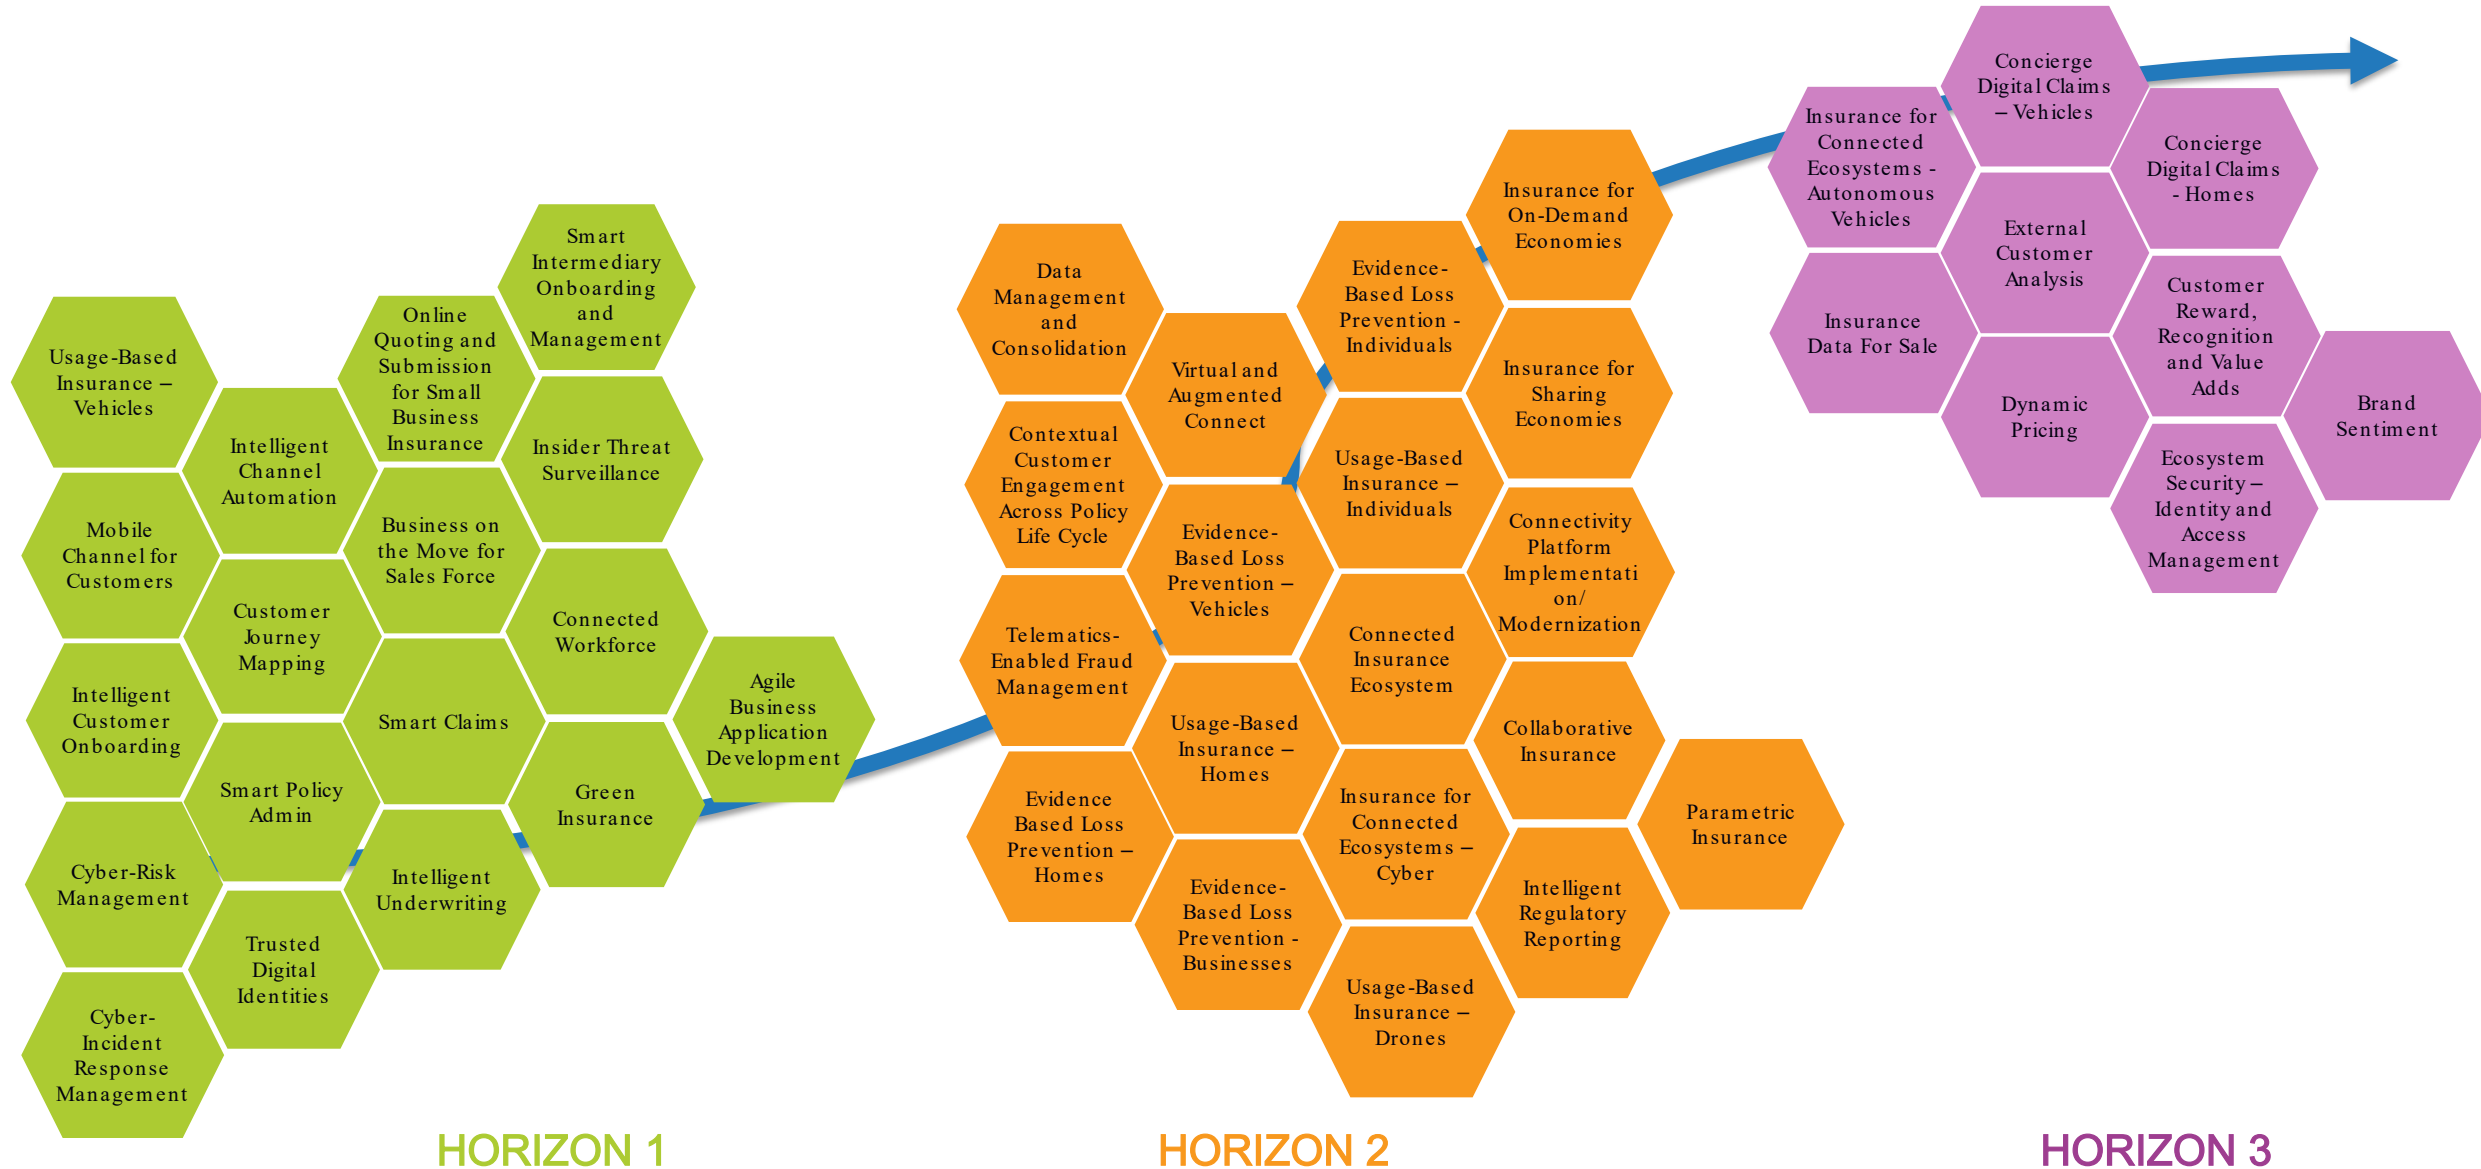 Usage-Based
Insurance –
Vehicles
Mobile
Channel for
Customers
Intelligent
Customer
Onboarding
Cyber-Risk
Management
Cyber-
Incident
Response
Management
Intelligent
Channel
Automation
Customer
Journey
Mapping
Smart Policy
Admin
Trusted
Digital
Identities
Online
Quoting and
Submission
for Small
Business
Insurance
Business on
the Move for
Sales Force
Smart Claims
Intelligent
Underwriting
Smart
Intermediary
Onboarding
and
Management
Insider Threat
Surveillance
Connected
Workforce
Green
Insurance
Agile
Business
Application
Development
HORIZON 1
Data
Management
and
Consolidation
Contextual
Customer
Engagement
Across Policy
Life Cycle
Telematics-
Enabled Fraud
Management
Evidence
Based Loss
Prevention –
Homes
Virtual and
Augmented
Connect
Evidence-
Based Loss
Prevention –
Vehicles
Usage-Based
Insurance –
Homes
Evidence-
Based Loss
Prevention -
Businesses
Evidence-
Based Loss
Prevention -
Individuals
Usage-Based
Insurance –
Individuals
Connected
Insurance
Ecosystem
Insurance for
Connected
Ecosystems –
Cyber
Usage-Based
Insurance –
Drones
Insurance for
On-Demand
Economies
Insurance for
Sharing
Economies
Connectivity
Platform
Implementati
on/
Modernization
Collaborative
Insurance
Intelligent
Regulatory
Reporting
Parametric
Insurance
HORIZON 2
Insurance for
Connected
Ecosystems -
Autonomous
Vehicles
Insurance
Data For Sale
Concierge
Digital Claims
– Vehicles
External
Customer
Analysis
Dynamic
Pricing
Concierge
Digital Claims
- Homes
Customer
Reward,
Recognition
and Value
Adds
Ecosystem
Security –
Identity and
Access
Management
Brand
Sentiment
HORIZON 3